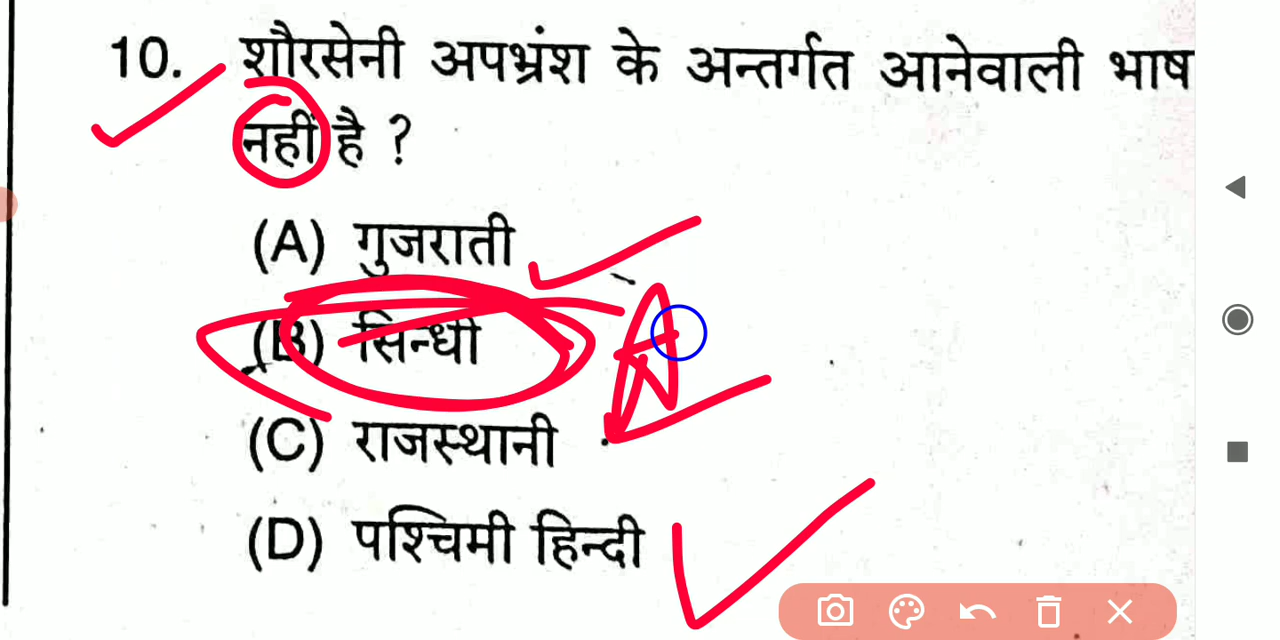 10. शौरसेनी अपभ्रंश के अन्तर्गत आनेवाली भाष
नहीं है ?
(A) गुजराती
(B) सिन्धी
(C) राजस्थानी
(D) पश्चिमी हिन्दी